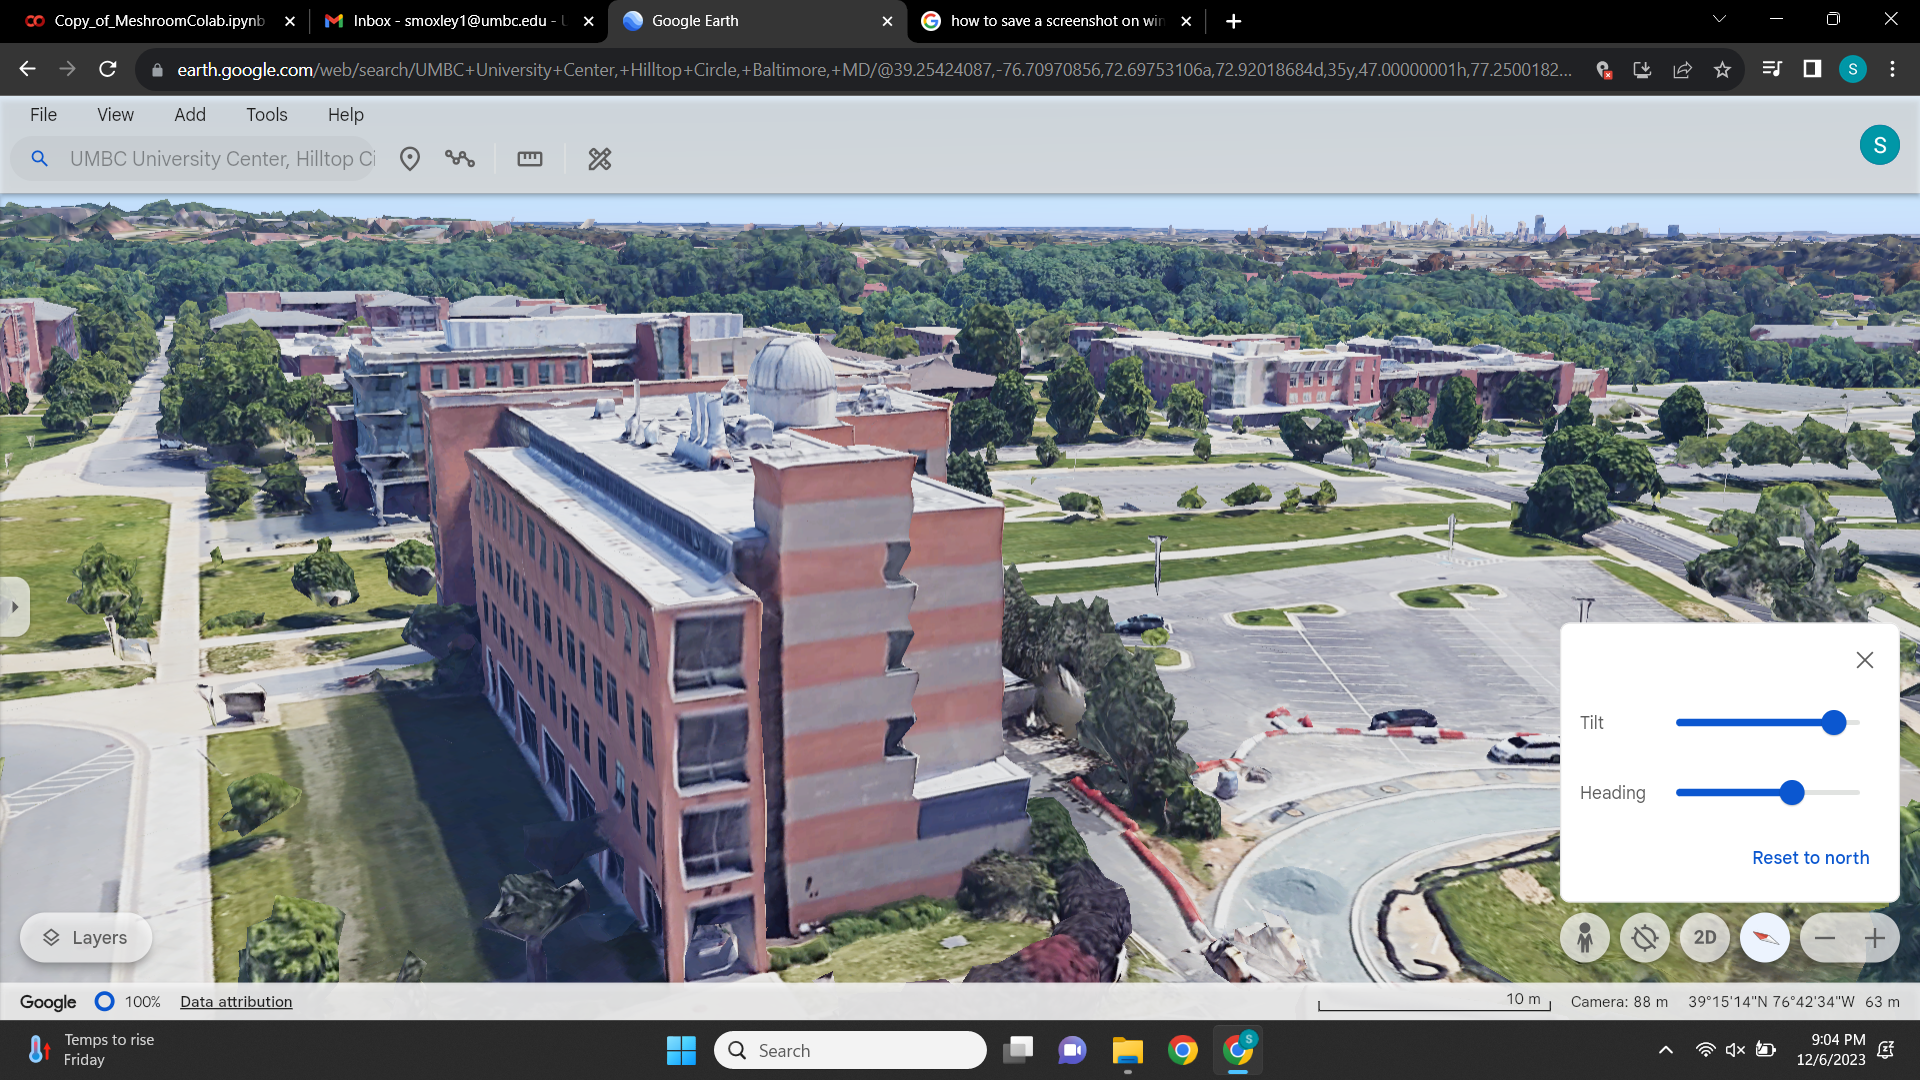 Copy_of_MeshroomColab.ipynb
Inbox - smoxley1@umbc.edu - U
Google Earth
how to save a screenshot on win
earth.google.com/web/search/UMBC+University+Center,+Hilltop+Circle,+Baltimore,+MD/@39.25424087,-76.70970856,72.69753106a,72.92018684d,35y,47.00000001h,77.2500182...
S
File View Add Tools Help
UMBC University Center, Hilltop Ci
S
Tilt
Heading
Reset to north
Layers
2D
Google 100% Data attribution
10 m Camera: 88 m 39°15'14"N 76°42'34"W 63 m
Temps to rise
Friday
Search
S
9:04 PM
12/6/2023